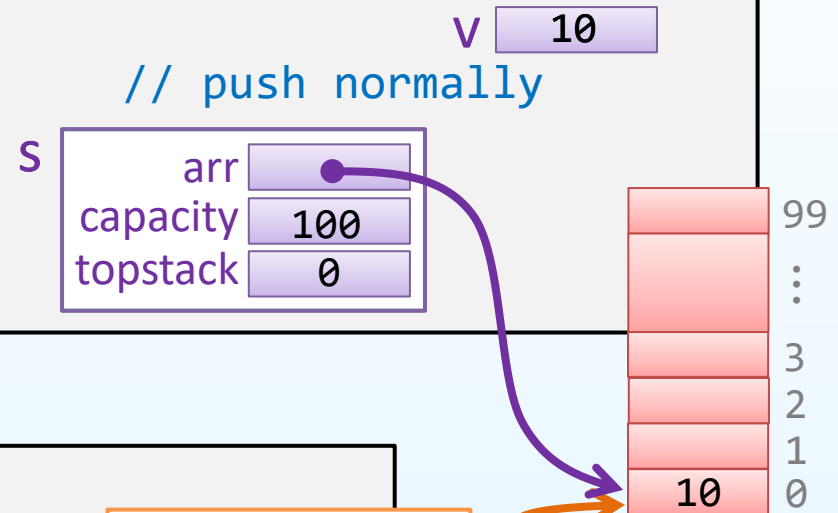 v 10
// push normally
s
arr
capacity 100
topstack 0
99
⋮
3
2
1
10 0